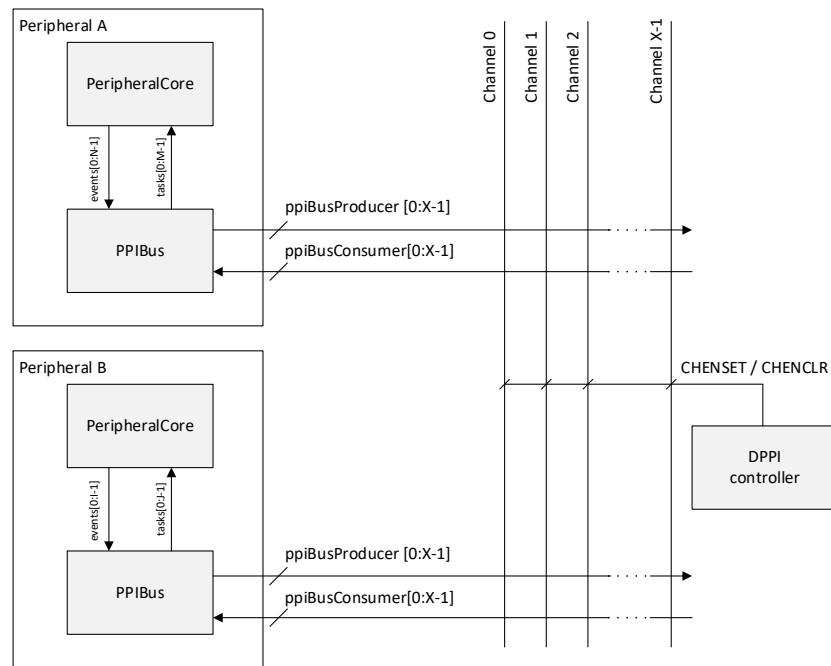 Peripheral A
PeripheralCore
events[0:N-1]
tasks[0:M-1]
PPIBus
ppiBusProducer [0:X-1]
ppiBusConsumer[0:X-1]
Channel 0
Channel 1
Channel 2
Channel X-1
Peripheral B
PeripheralCore
events[0:I-1]
tasks[0:J-1]
PPIBus
ppiBusProducer [0:X-1]
ppiBusConsumer[0:X-1]
CHENSET / CHENCLR
DPPI
controller